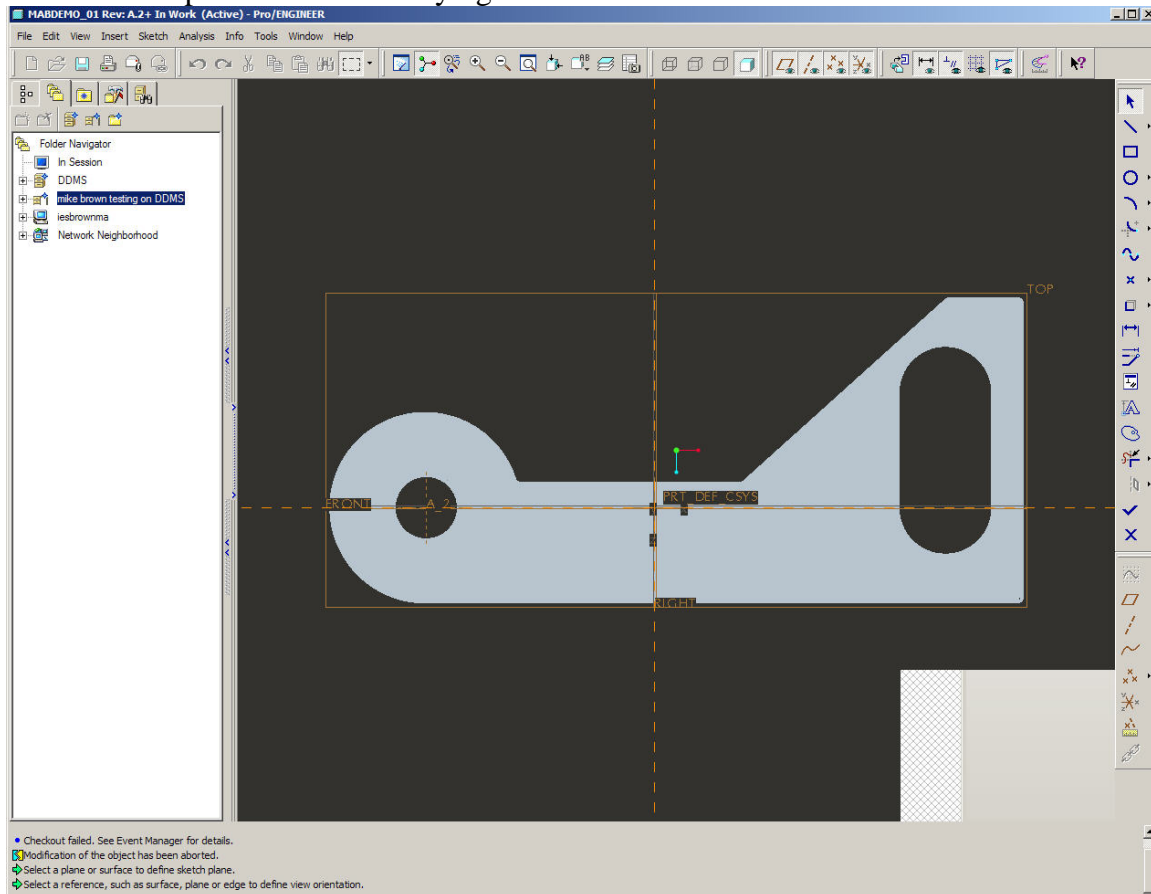 MABDEMO_01 Rev: A.2+ In Work (Active) - Pro/ENGINEER
File Edit View Insert Sketch Analysis Info Tools Window Help
Folder Navigator
In Session
DDMS
mike brown testing on DDMS
iesbrownma
Network Neighborhood
TOP
PRT_DEF_CSYS
FRONT
A_2
RIGHT
Checkout failed. See Event Manager for details.
Modification of the object has been aborted.
Select a plane or surface to define sketch plane.
Select a reference, such as surface, plane or edge to define view orientation.